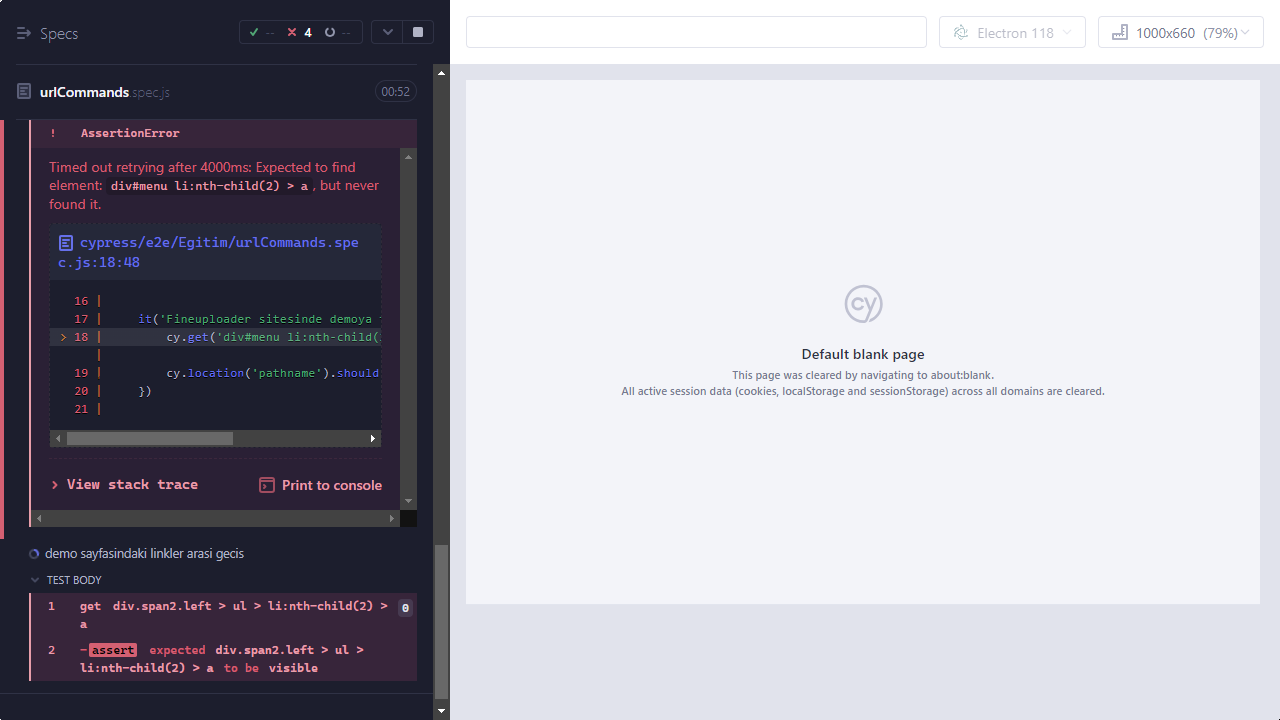 Specs
-- 4 --
urlCommands.spec.js
00:52
! AssertionError
Timed out retrying after 4000ms: Expected to find
element: div#menu li:nth-child(2) > a, but never
found it.
cypress/e2e/Egitim/urlCommands.spe
c.js:18:48
16 |
17 | it('Fineuploader sitesinde demoya
> 18 | cy.get('div#menu li:nth-child(
|
19 | cy.location('pathname').should
20 | })
21 |
> View stack trace
Print to console
demo sayfasindaki linkler arasi gecis
TEST BODY
1 get div.span2.left > ul > li:nth-child(2) > 0
a
2 -assert expected div.span2.left > ul >
li:nth-child(2) > a to be visible
Electron 118
1000x660 (79%)
cy
Default blank page
This page was cleared by navigating to about:blank.
All active session data (cookies, localStorage and sessionStorage) across all domains are cleared.